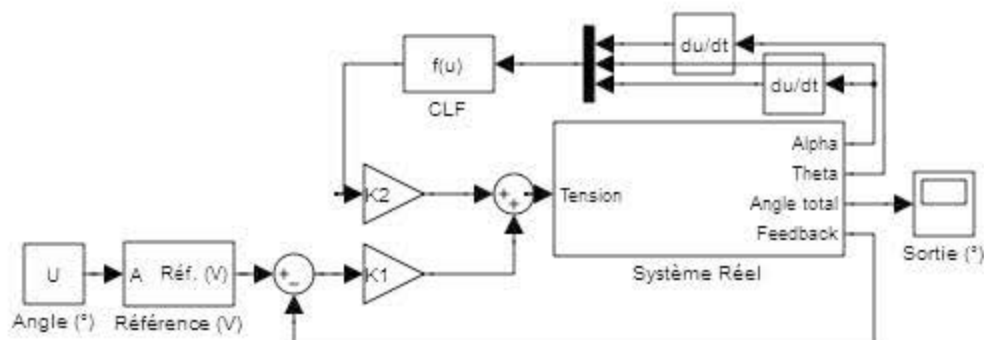 du/dt
f(u)
du/dt
CLF
Alpha
Theta
K2
+
+
Tension
Angle total
Feedback
U
A Réf. (V)
+
−
K1
Système Réel
Sortie (°)
Angle (°)
Référence (V)